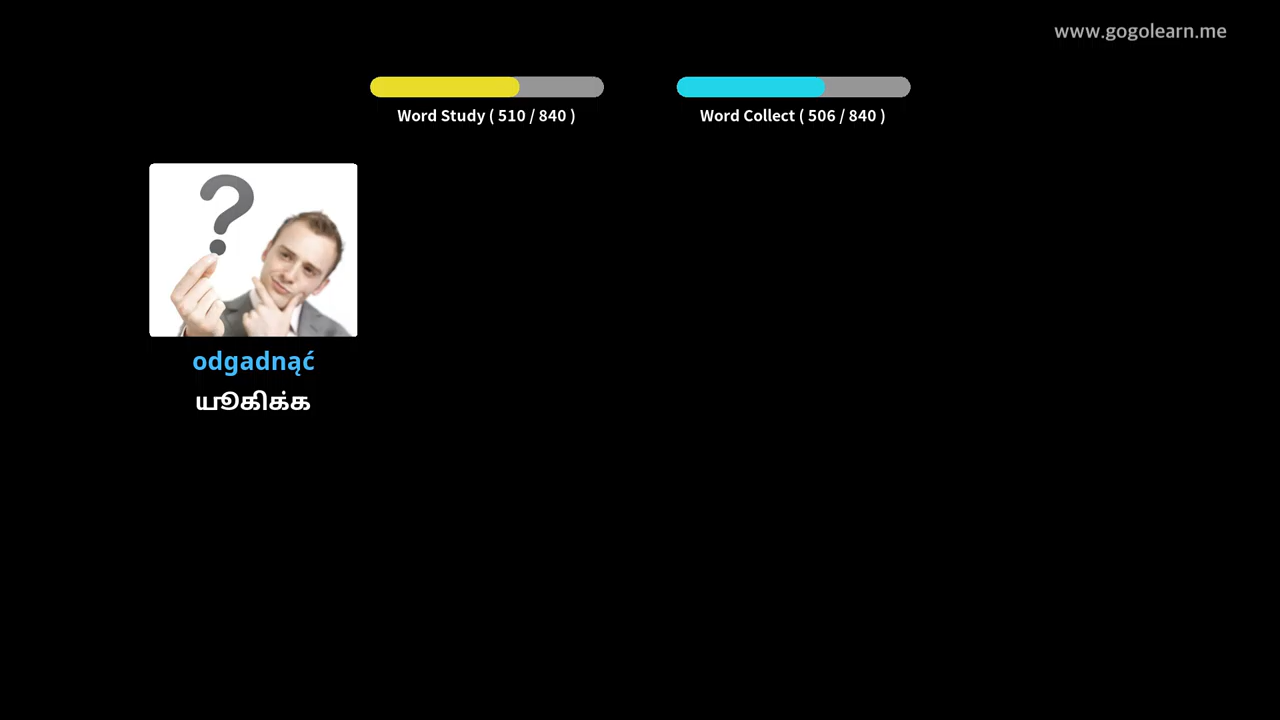 www.gogolearn.me
Word Study ( 510 / 840 )
Word Collect ( 506 / 840 )
?
odgadnąć
யூகிக்க